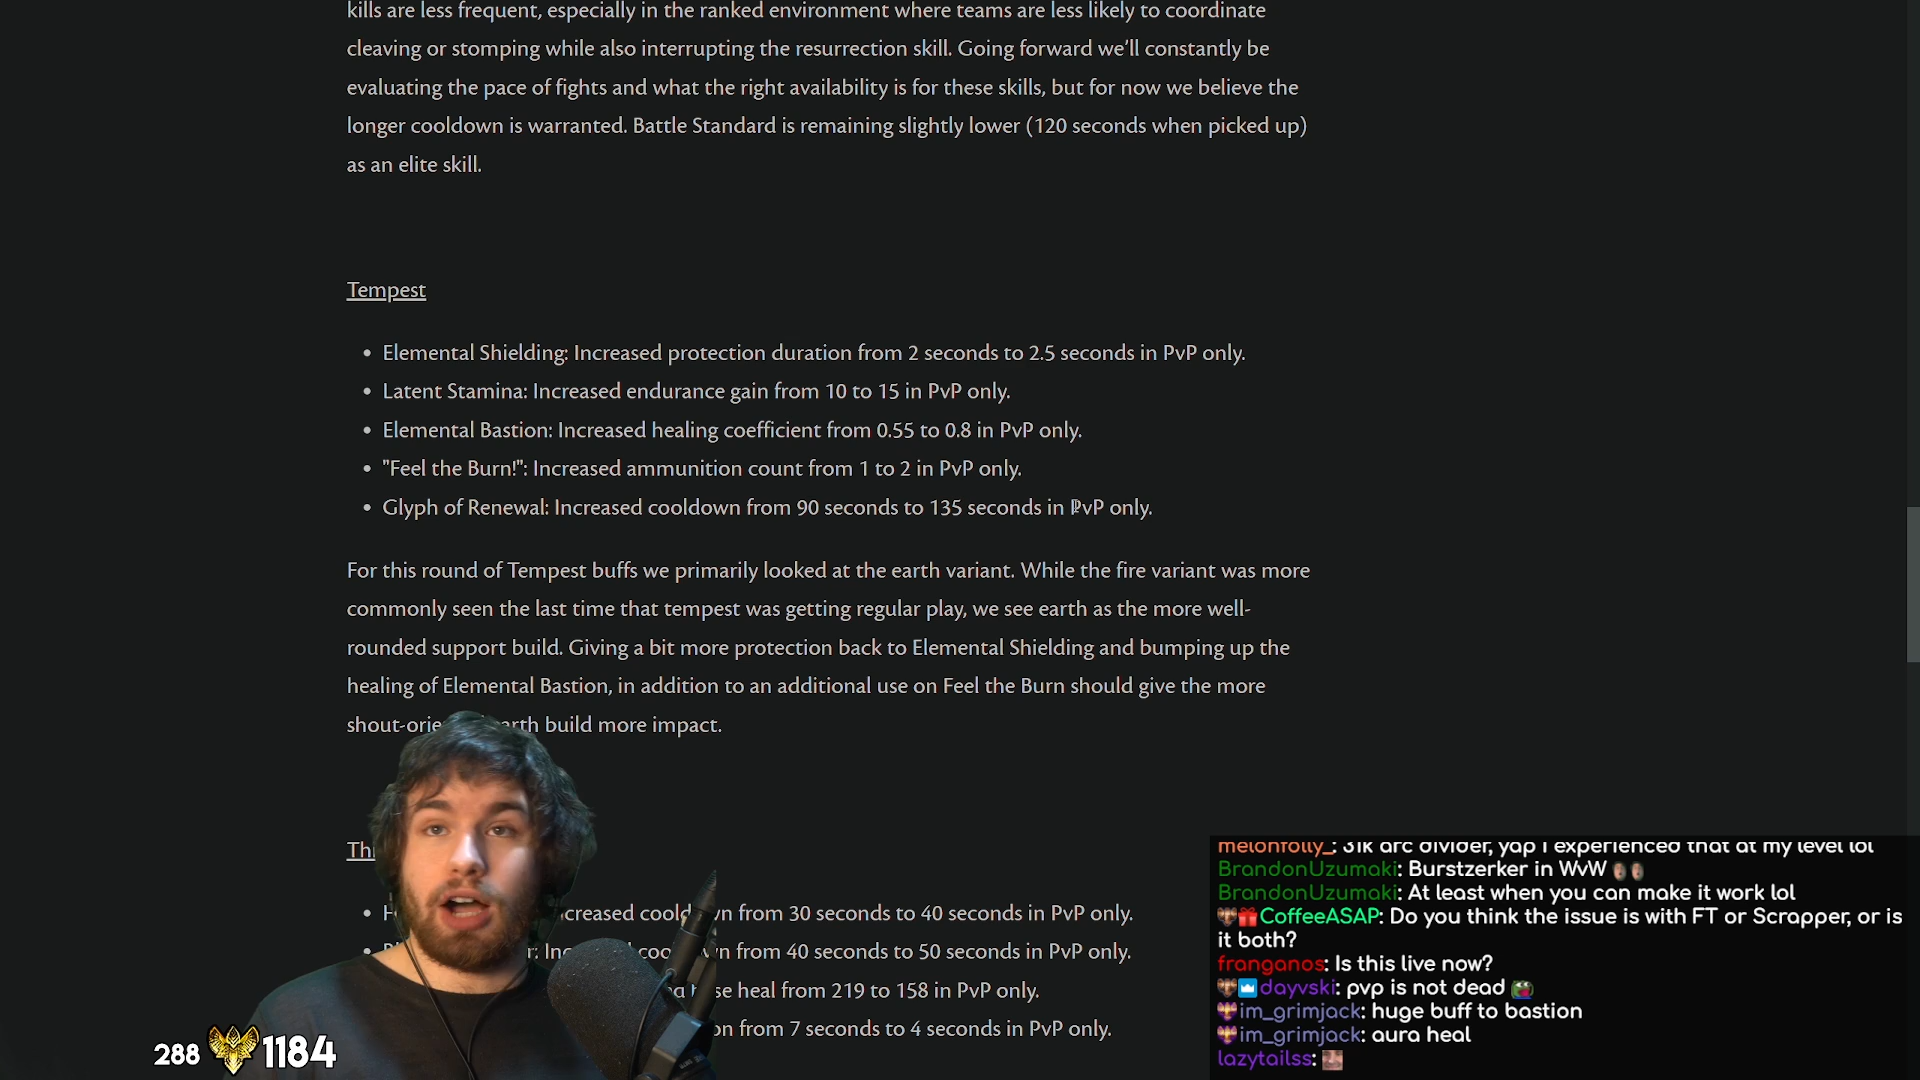 kills are less frequent, especially in the ranked environment where teams are less likely to coordinate
cleaving or stomping while also interrupting the resurrection skill. Going forward we'll constantly be
evaluating the pace of fights and what the right availability is for these skills, but for now we believe the
longer cooldown is warranted. Battle Standard is remaining slightly lower (120 seconds when picked up)
as an elite skill.
Tempest
• Elemental Shielding: Increased protection duration from 2 seconds to 2.5 seconds in PvP only.
• Latent Stamina: Increased endurance gain from 10 to 15 in PvP only.
• Elemental Bastion: Increased healing coefficient from 0.55 to 0.8 in PvP only.
• "Feel the Burn!": Increased ammunition count from 1 to 2 in PvP only.
• Glyph of Renewal: Increased cooldown from 90 seconds to 135 seconds in PvP only.
For this round of Tempest buffs we primarily looked at the earth variant. While the fire variant was more
commonly seen the last time that tempest was getting regular play, we see earth as the more well-
rounded support build. Giving a bit more protection back to Elemental Shielding and bumping up the
healing of Elemental Bastion, in addition to an additional use on Feel the Burn should give the more
build more impact.
from 30 seconds to 40 seconds in PvP only.
from 40 seconds to 50 seconds in PvP only.
heal from 219 to 158 in PvP only.
from 7 seconds to 4 seconds in PvP only.
288 1184
melonfolly_: 31k arc divider, yap I experienced that at my level lol
BrandonUzumaki: Burstzerker in WvW
BrandonUzumaki: At least when you can make it work lol
CoffeeASAP: Do you think the issue is with FT or Scrapper, or is
it both?
franganos: Is this live now?
dayvski: pvp is not dead
im_grimjack: huge buff to bastion
im_grimjack: aura heal
lazytailss: